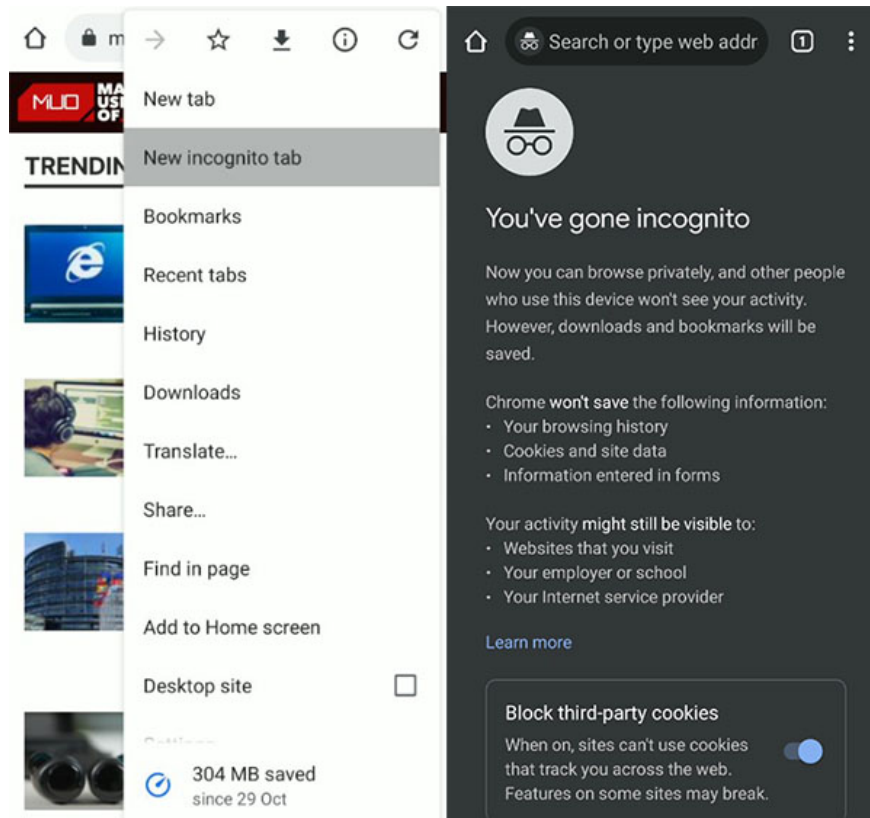 m
MUO
MA
USE
OF
TRENDIN
New tab
New incognito tab
Bookmarks
Recent tabs
History
Downloads
Translate...
Share...
Find in page
Add to Home screen
Desktop site
304 MB saved
since 29 Oct
Search or type web addr
1
You've gone incognito
Now you can browse privately, and other people
who use this device won't see your activity.
However, downloads and bookmarks will be
saved.
Chrome won't save the following information:
• Your browsing history
• Cookies and site data
• Information entered in forms
Your activity might still be visible to:
• Websites that you visit
• Your employer or school
• Your Internet service provider
Learn more
Block third-party cookies
When on, sites can't use cookies
that track you across the web.
Features on some sites may break.